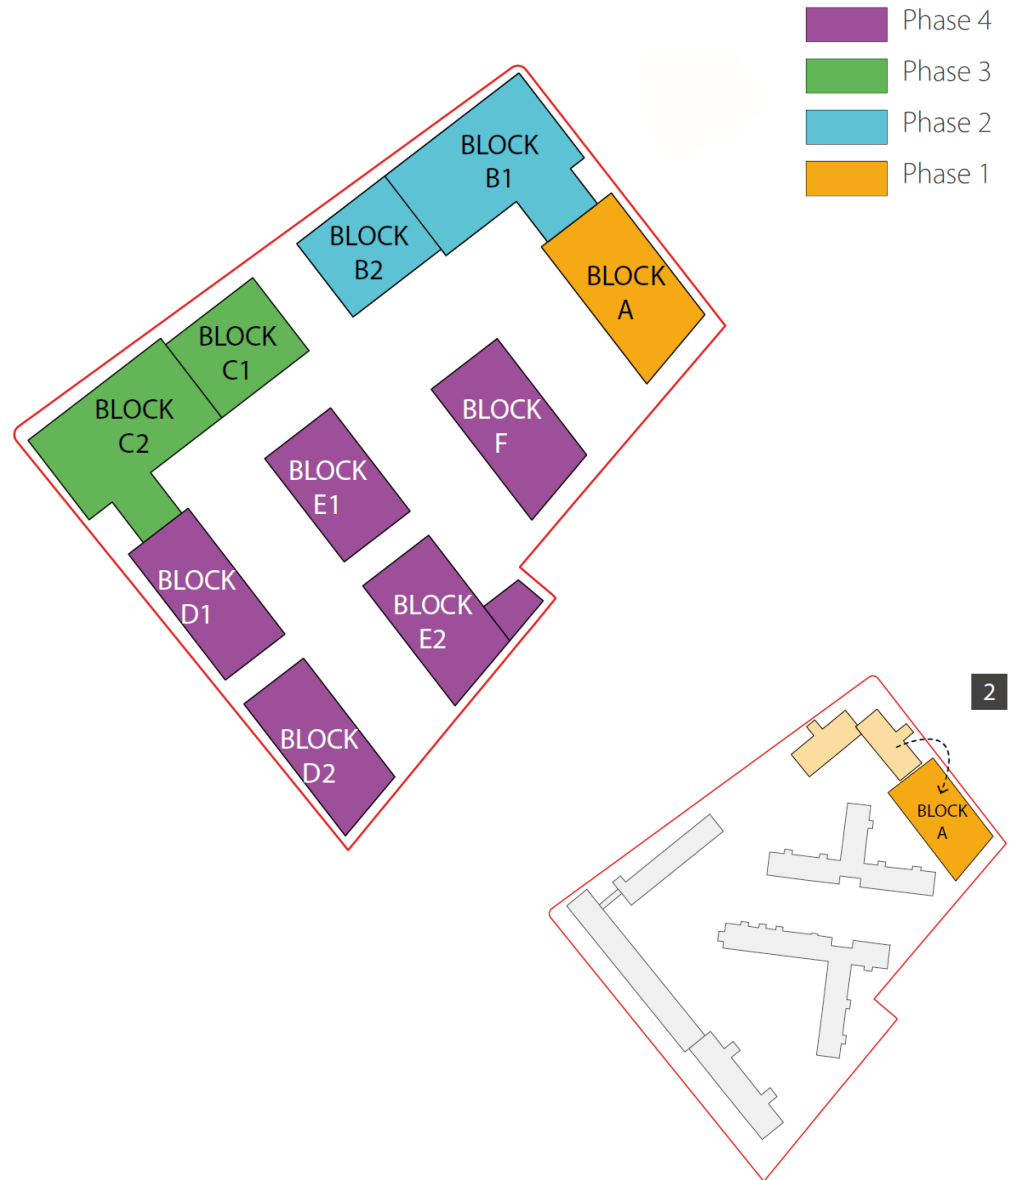 Phase 4
Phase 3
Phase 2
Phase 1
BLOCK
B1
BLOCK
B2
BLOCK
A
BLOCK
C1
BLOCK
C2
BLOCK
F
BLOCK
E1
BLOCK
D1
BLOCK
E2
BLOCK
D2
2
BLOCK
A